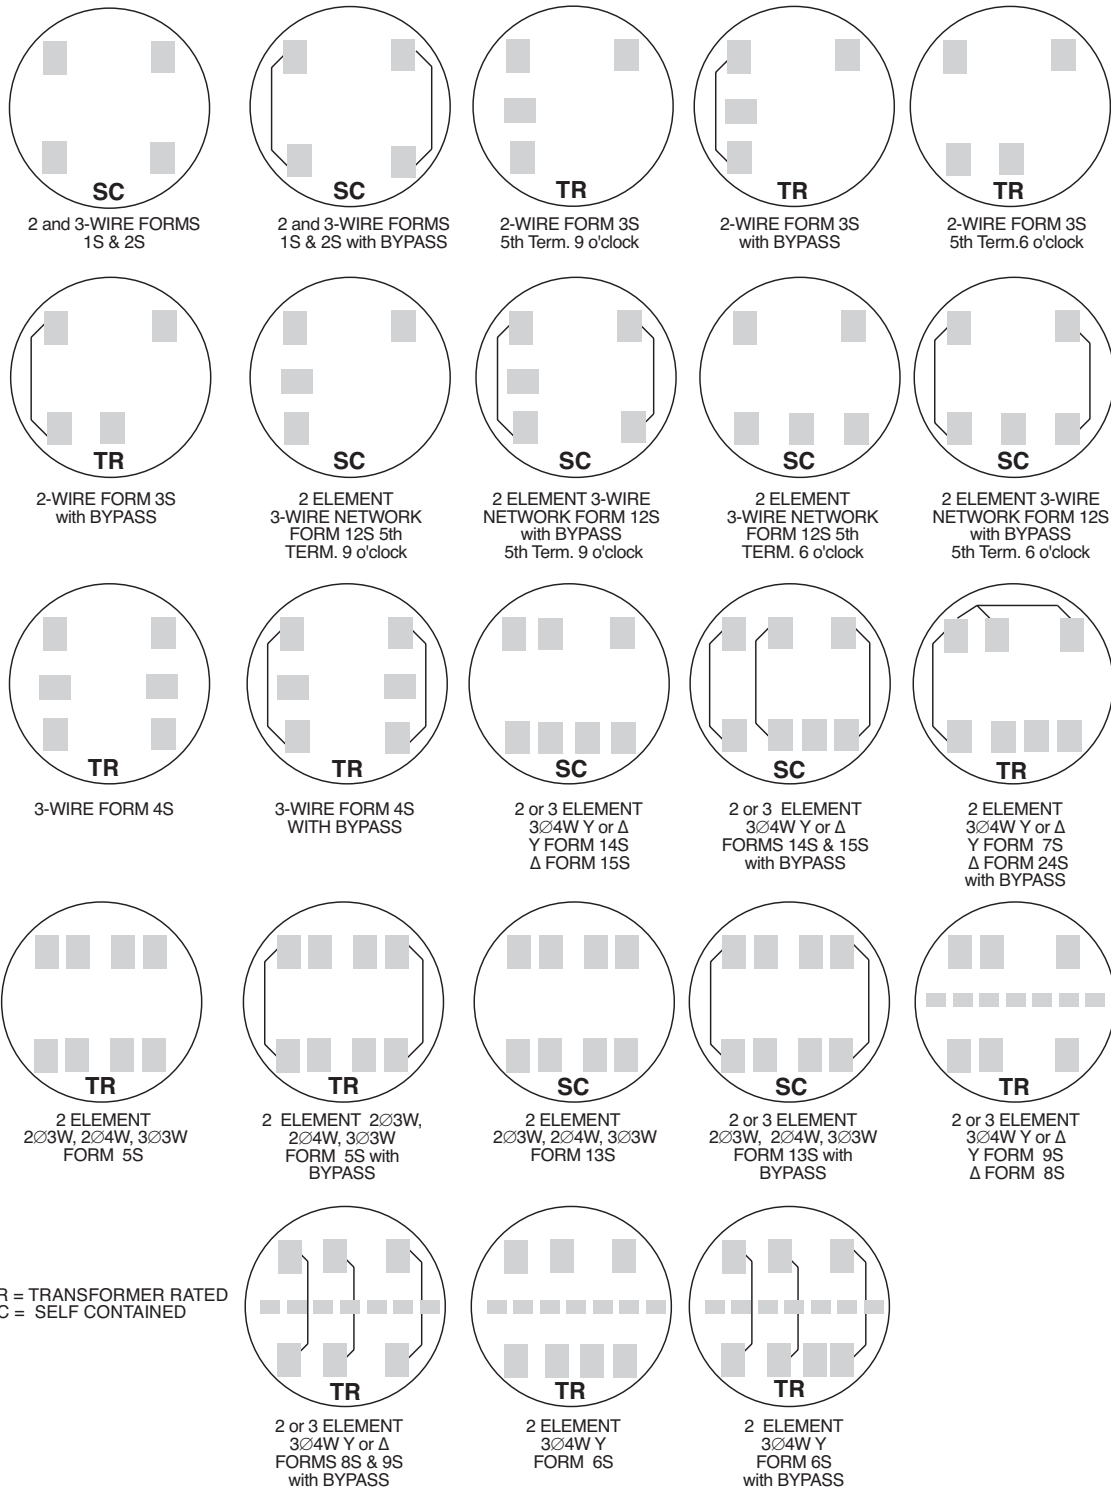 SC
2 and 3-WIRE FORMS
1S & 2S
SC
2 and 3-WIRE FORMS
1S & 2S with BYPASS
TR
2-WIRE FORM 3S
5th Term. 9 o'clock
TR
2-WIRE FORM 3S
with BYPASS
TR
2-WIRE FORM 3S
5th Term.6 o'clock
TR
2-WIRE FORM 3S
with BYPASS
SC
2 ELEMENT
3-WIRE NETWORK
FORM 12S 5th
TERM. 9 o'clock
SC
2 ELEMENT 3-WIRE
NETWORK FORM 12S
with BYPASS
5th Term. 9 o'clock
SC
2 ELEMENT
3-WIRE NETWORK
FORM 12S 5th
TERM. 6 o'clock
SC
2 ELEMENT 3-WIRE
NETWORK FORM 12S
with BYPASS
5th Term. 6 o'clock
TR
3-WIRE FORM 4S
TR
3-WIRE FORM 4S
WITH BYPASS
SC
2 or 3 ELEMENT
3∅4W Y or Δ
Y FORM 14S
Δ FORM 15S
SC
2 or 3 ELEMENT
3∅4W Y or Δ
FORMS 14S & 15S
with BYPASS
TR
2 ELEMENT
3∅4W Y or Δ
Y FORM 7S
Δ FORM 24S
with BYPASS
TR
2 ELEMENT
2∅3W, 2∅4W, 3∅3W
FORM 5S
TR
2 ELEMENT 2∅3W,
2∅4W, 3∅3W
FORM 5S with
BYPASS
SC
2 ELEMENT
2∅3W, 2∅4W, 3∅3W
FORM 13S
SC
2 or 3 ELEMENT
2∅3W, 2∅4W, 3∅3W
FORM 13S with
BYPASS
TR
2 or 3 ELEMENT
3∅4W Y or Δ
Y FORM 9S
Δ FORM 8S
R = TRANSFORMER RATED
C = SELF CONTAINED
TR
2 or 3 ELEMENT
3∅4W Y or Δ
FORMS 8S & 9S
with BYPASS
TR
2 ELEMENT
3∅4W Y
FORM 6S
TR
2 ELEMENT
3∅4W Y
FORM 6S
with BYPASS